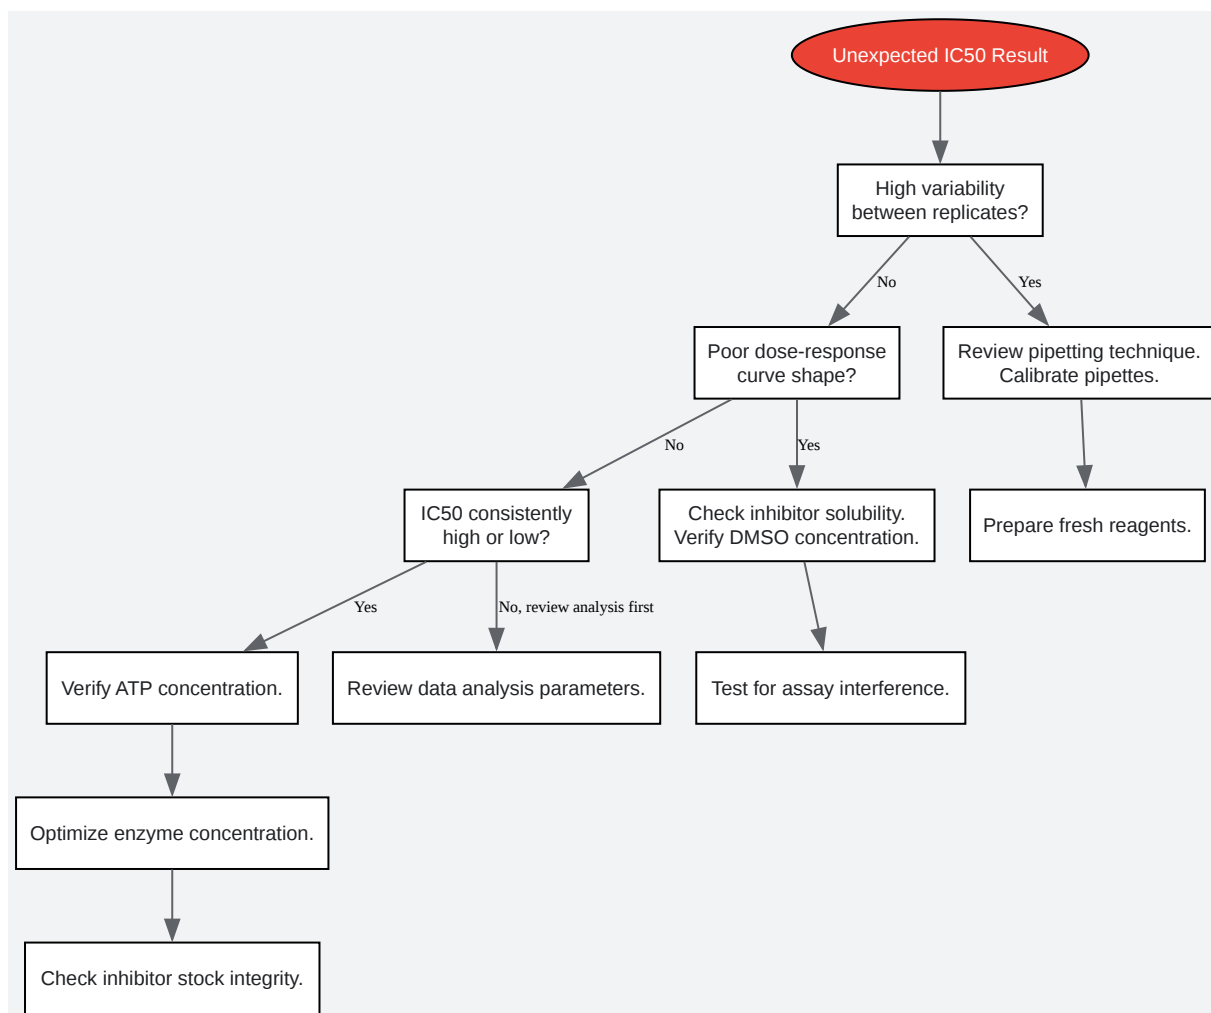 Unexpected IC50 Result
High variability
between replicates?
No
Yes
Poor dose-response
curve shape?
Review pipetting technique.
Calibrate pipettes.
No
Yes
IC50 consistently
high or low?
Check inhibitor solubility.
Verify DMSO concentration.
Prepare fresh reagents.
Yes
No, review analysis first
Verify ATP concentration.
Review data analysis parameters.
Test for assay interference.
Optimize enzyme concentration.
Check inhibitor stock integrity.